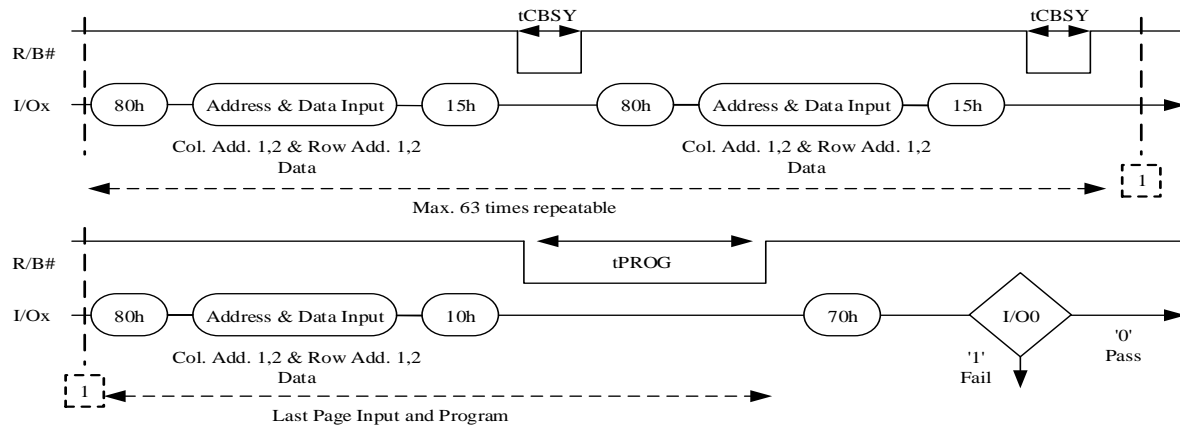 tCBSY tCBSY
R/B#
I/Ox 80h Address & Data Input 15h 80h Address & Data Input 15h
Col. Add. 1,2 & Row Add. 1,2 Col. Add. 1,2 & Row Add. 1,2
Data Data
1
Max. 63 times repeatable
R/B#
tPROG
I/Ox 80h Address & Data Input 10h 70h I/O0
'0'
Col. Add. 1,2 & Row Add. 1,2 '1' Pass
Data Fail
1
Last Page Input and Program